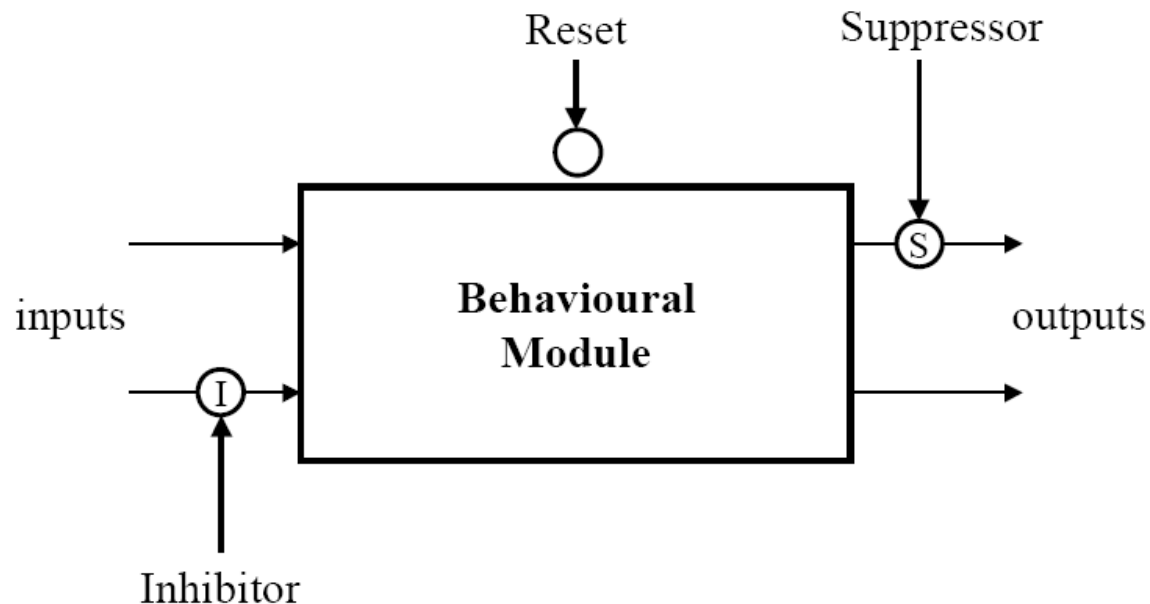 Reset
Suppressor
S
Behavioural
Module
inputs
outputs
I
Inhibitor